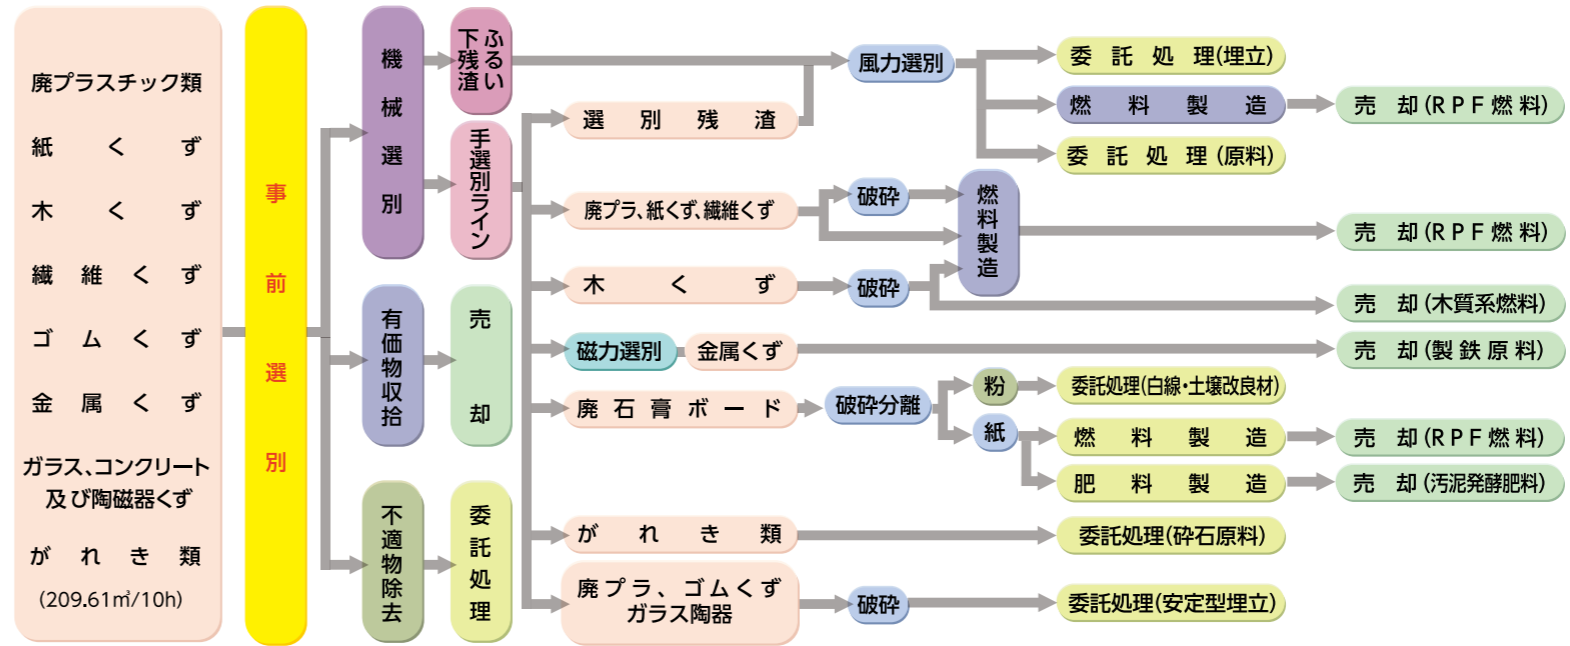 廃プラスチック類
紙くず
木くず
繊維くず
ゴムくず
金属くず
ガラス、コンクリート
及び陶磁器くず
がれき類
(209.61㎥/10h)
事前選別
機械選別
ふるい
下残渣
手選別ライン
有価物収拾
売却
不適物除去
委託処理
選別残渣
廃プラ、紙くず、繊維くず
木くず
磁力選別
金属くず
廃石膏ボード
がれき類
廃プラ、ゴムくず
ガラス陶器
風力選別
破砕
破砕
燃料製造
破砕分離
粉
紙
破砕
委託処理(埋立)
燃料製造
売却(RPF燃料)
委託処理(原料)
売却(RPF燃料)
売却(木質系燃料)
売却(製鉄原料)
委託処理(白線・土壌改良材)
燃料製造
売却(RPF燃料)
肥料製造
売却(汚泥発酵肥料)
委託処理(砕石原料)
委託処理(安定型埋立)